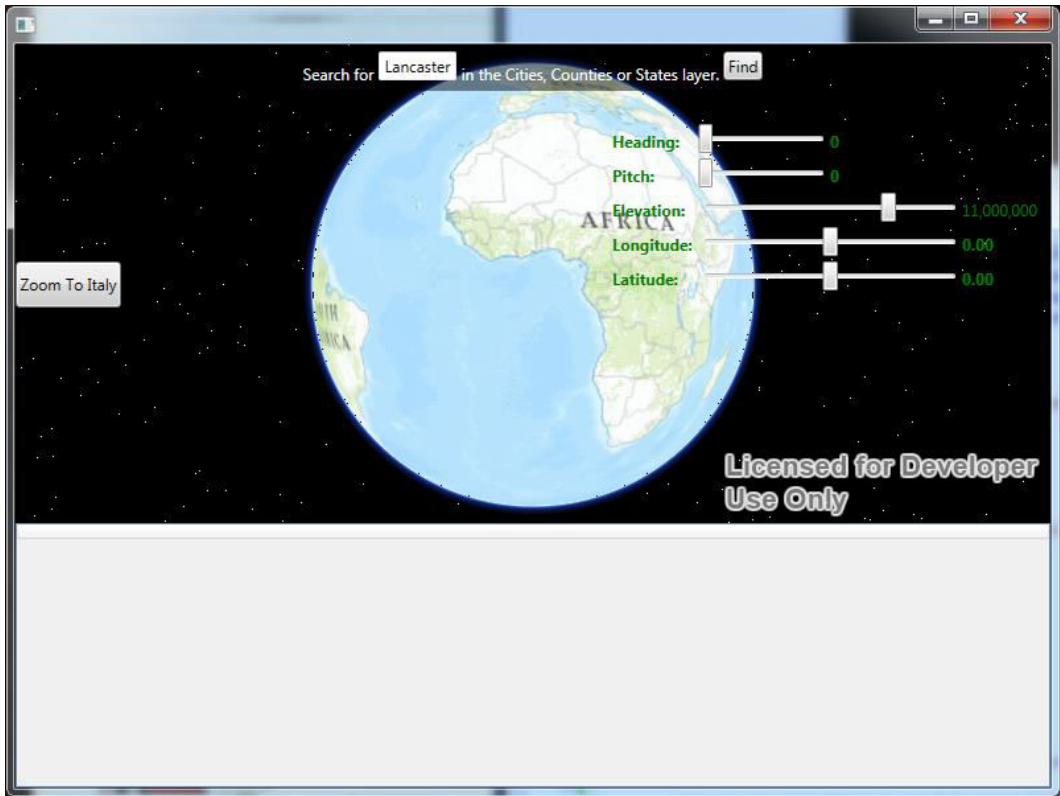 Search for Lancaster in the Cities, Counties or States layer. Find
Heading: 0
Pitch: 0
Elevation: 11,000,000
AFRICA
Longitude: 0.00
Latitude: 0.00
Zoom To Italy
Licensed for Developer
Use Only